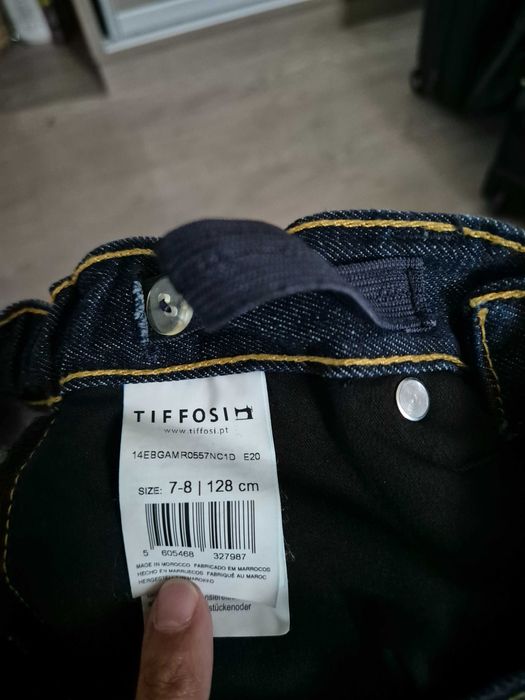 TIFFOSI
www.tiffosi.pt
14EBGAMR0557NC1D E20
SIZE: 7-8 | 128 cm
5 605468 327987
MADE IN MOROCCO FABRICADO EM MARROCOS
HECHO EN MARRUECOS FABRIQUÉ AU MAROC